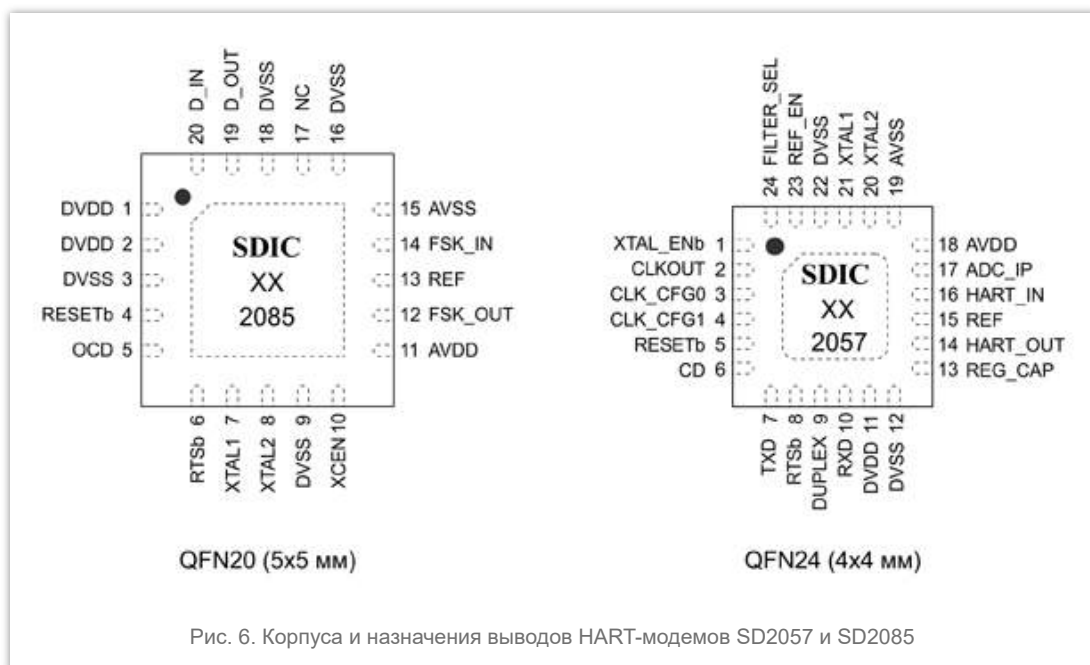 20 D_IN
19 D_OUT
18 DVSS
17 NC
16 DVSS
DVDD 1
DVDD 2
DVSS 3
RESETb 4
OCD 5
SDIC
XX
2085
15 AVSS
14 FSK_IN
13 REF
12 FSK_OUT
11 AVDD
RTSb 6
XTAL1 7
XTAL2 8
DVSS 9
XCEN 10
QFN20 (5x5 мм)
24 FILTER_SEL
23 REF_EN
22 DVSS
21 XTAL1
20 XTAL2
19 AVSS
XTAL_ENb 1
CLKOUT 2
CLK_CFG0 3
CLK_CFG1 4
RESETb 5
CD 6
SDIC
XX
2057
18 AVDD
17 ADC_IP
16 HART_IN
15 REF
14 HART_OUT
13 REG_CAP
TXD 7
RTSb 8
DUPLEX 9
RXD 10
DVDD 11
DVSS 12
QFN24 (4x4 мм)
Рис. 6. Корпуса и назначения выводов HART-модемов SD2057 и SD2085